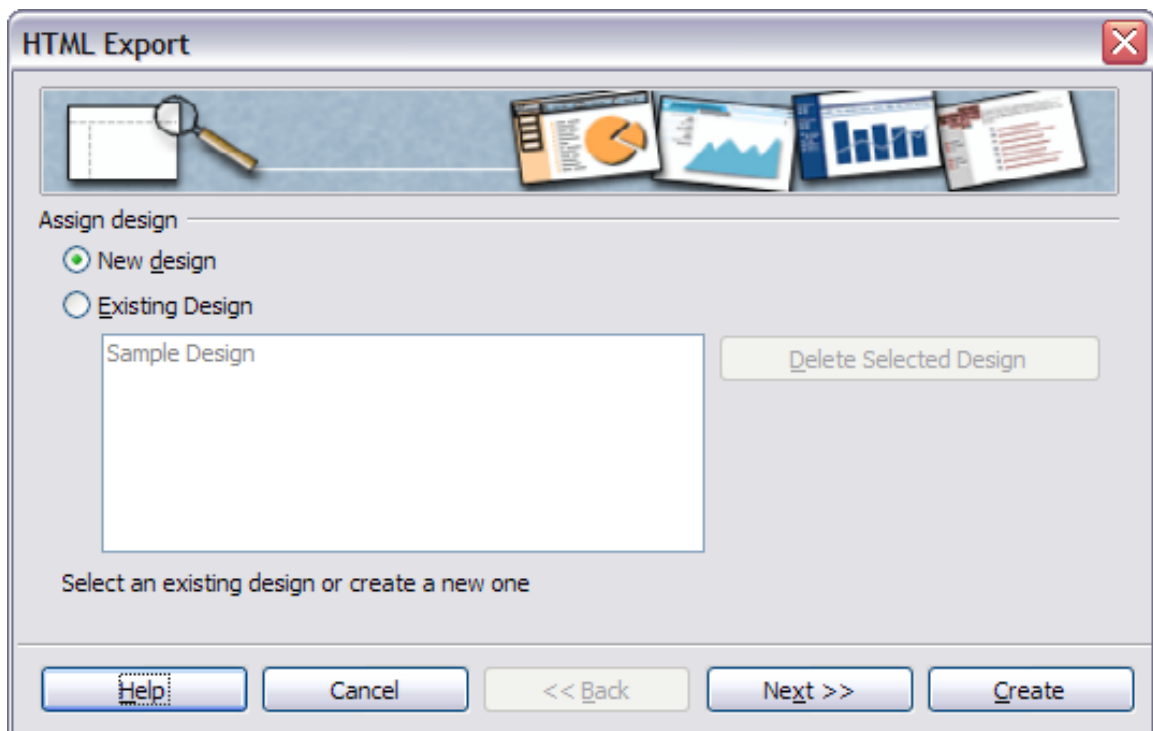 HTML Export
Assign design
New design
Existing Design
Sample Design
Delete Selected Design
Select an existing design or create a new one
Help Cancel << Back Next >> Create